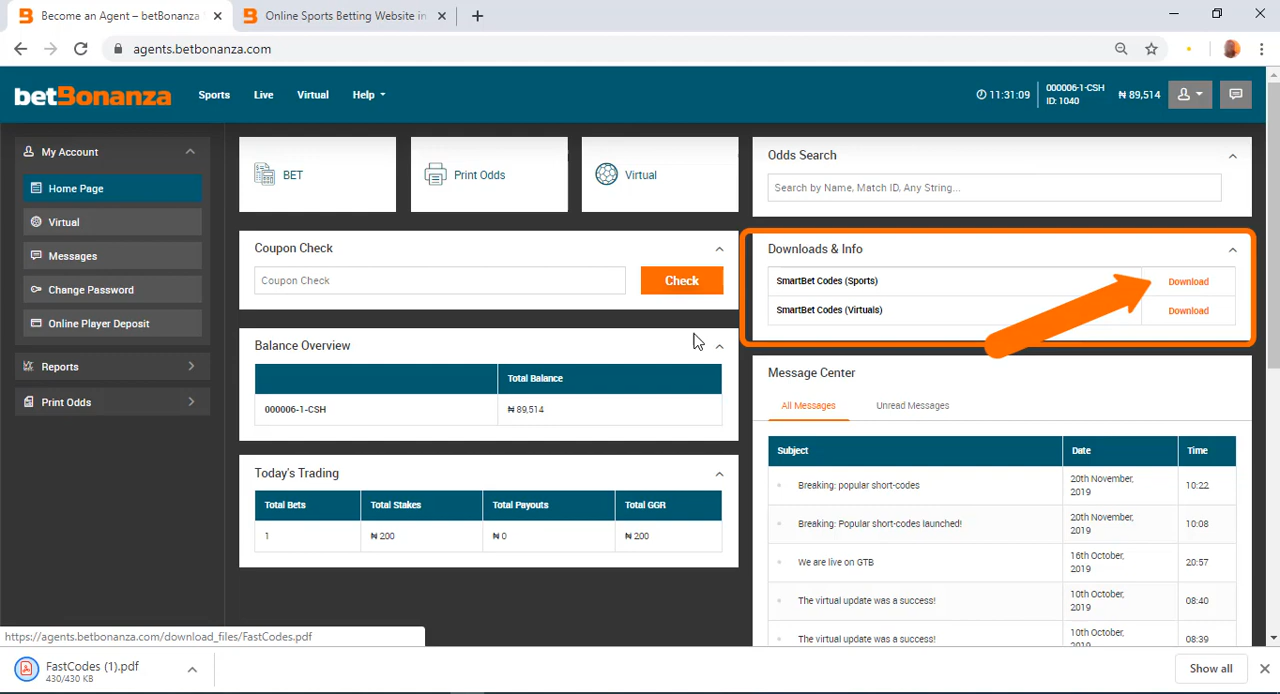 Become an Agent – betBonanza
Online Sports Betting Website in
agents.betbonanza.com
betBonanza
Sports
Live
Virtual
Help
11:31:09
000006-1-CSH
ID: 1040
₦ 89,514
My Account
Home Page
Virtual
Messages
Change Password
Online Player Deposit
Reports
Print Odds
BET
Print Odds
Virtual
Coupon Check
Coupon Check
Check
Balance Overview
Total Balance
000006-1-CSH
₦ 89,514
Today's Trading
Total Bets
Total Stakes
Total Payouts
Total GGR
1
₦ 200
₦ 0
₦ 200
Odds Search
Search by Name, Match ID, Any String...
Downloads & Info
SmartBet Codes (Sports)
Download
SmartBet Codes (Virtuals)
Download
Message Center
All Messages
Unread Messages
Subject
Date
Time
Breaking: popular short-codes
20th November,
2019
10:22
Breaking: Popular short-codes launched!
20th November,
2019
10:08
We are live on GTB
16th October,
2019
20:57
The virtual update was a success!
10th October,
2019
08:40
The virtual update was a success!
10th October,
2019
08:39
https://agents.betbonanza.com/download_files/FastCodes.pdf
FastCodes (1).pdf
430/430 KB
Show all